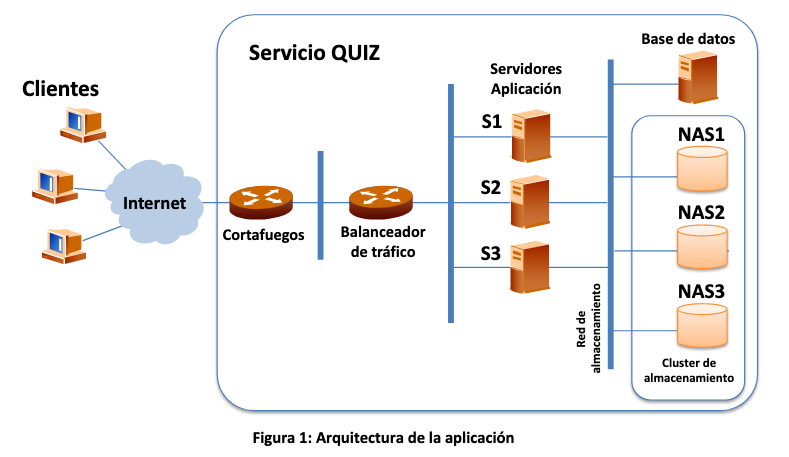 Servicio QUIZ
Base de datos
Servidores
Aplicación
Clientes
S1
NAS1
S2
Internet
NAS2
Cortafuegos
Balanceador
de tráfico
S3
NAS3
Red de
almacenamiento
Cluster de
almacenamiento
Figura 1: Arquitectura de la aplicación